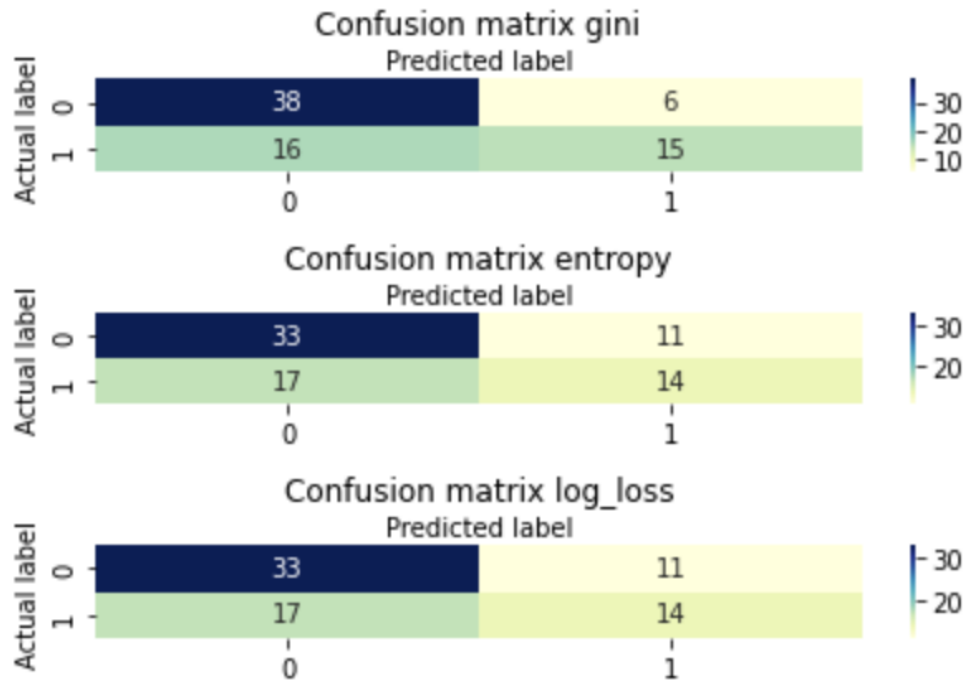 Confusion matrix gini
Predicted label
Actual label
0 38 6 30
20
1 16 15 10
0 1
Confusion matrix entropy
Predicted label
Actual label
0 33 11 30
1 17 14 20
0 1
Confusion matrix log_loss
Predicted label
Actual label
0 33 11 30
1 17 14 20
0 1